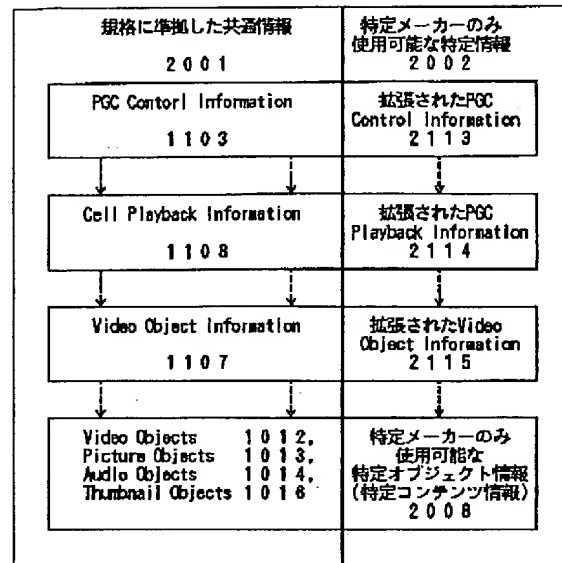 規格に準拠した共通情報
2001
特定メーカーのみ
使用可能な特定情報
2002
PGC Contorl Information
1103
拡張されたPGC
Control Information
2113
Cell Playback Information
1108
拡張されたPGC
Playback Information
2114
Video Object Information
1107
拡張されたVideo
Object Information
2115
Video Objects 1012,
Picture Objects 1013,
Audio Objects 1014,
Thumbnail Objects 1016
特定メーカーのみ
使用可能な
特定オブジェクト情報
(特定コンテンツ情報)
2008